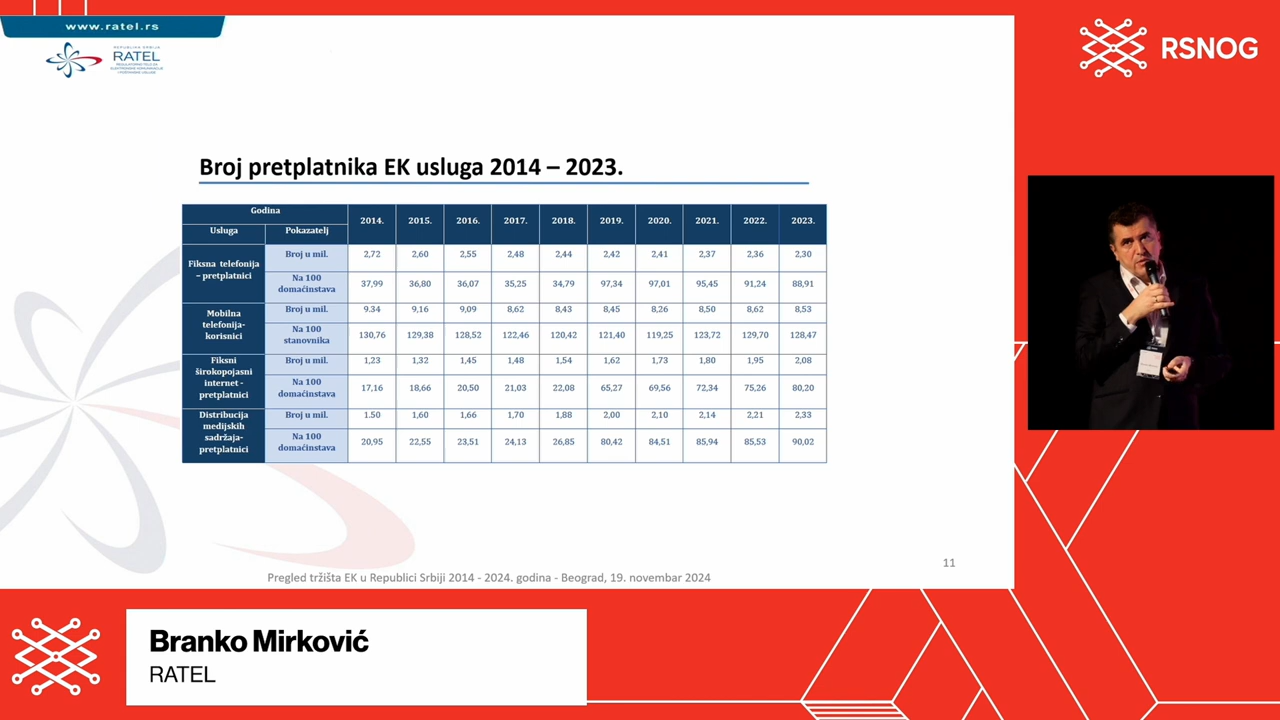 www.ratel.rs
REPUBLIKA SRBIJA
RATEL
REGULATORNO TELO ZA
ELEKTRONSKE KOMUNIKACIJE
I POŠTANSKE USLUGE
RSNOG
Broj pretplatnika EK usluga 2014 – 2023.
Godina
Usluga Pokazatelj 2014. 2015. 2016. 2017. 2018. 2019. 2020. 2021. 2022. 2023.
Fiksna telefonija
– pretplatnici
Broj u mil. 2,72 2,60 2,55 2,48 2,44 2,42 2,41 2,37 2,36 2,30
Na 100
domaćinstava 37,99 36,80 36,07 35,25 34,79 97,34 97,01 95,45 91,24 88,91
Mobilna
telefonija-
korisnici
Broj u mil. 9.34 9,16 9,09 8,62 8,43 8,45 8,26 8,50 8,62 8,53
Na 100
stanovnika 130,76 129,38 128,52 122,46 120,42 121,40 119,25 123,72 129,70 128,47
Fiksni
širokopojasni
internet -
pretplatnici
Broj u mil. 1,23 1,32 1,45 1,48 1,54 1,62 1,73 1,80 1,95 2,08
Na 100
domaćinstava 17,16 18,66 20,50 21,03 22,08 65,27 69,56 72,34 75,26 80,20
Distribucija
medijskih
sadržaja-
pretplatnici
Broj u mil. 1.50 1,60 1,66 1,70 1,88 2,00 2,10 2,14 2,21 2,33
Na 100
domaćinstava 20,95 22,55 23,51 24,13 26,85 80,42 84,51 85,94 85,53 90,02
11
Pregled tržišta EK u Republici Srbiji 2014 - 2024. godina - Beograd, 19. novembar 2024
Branko Mirković
RATEL